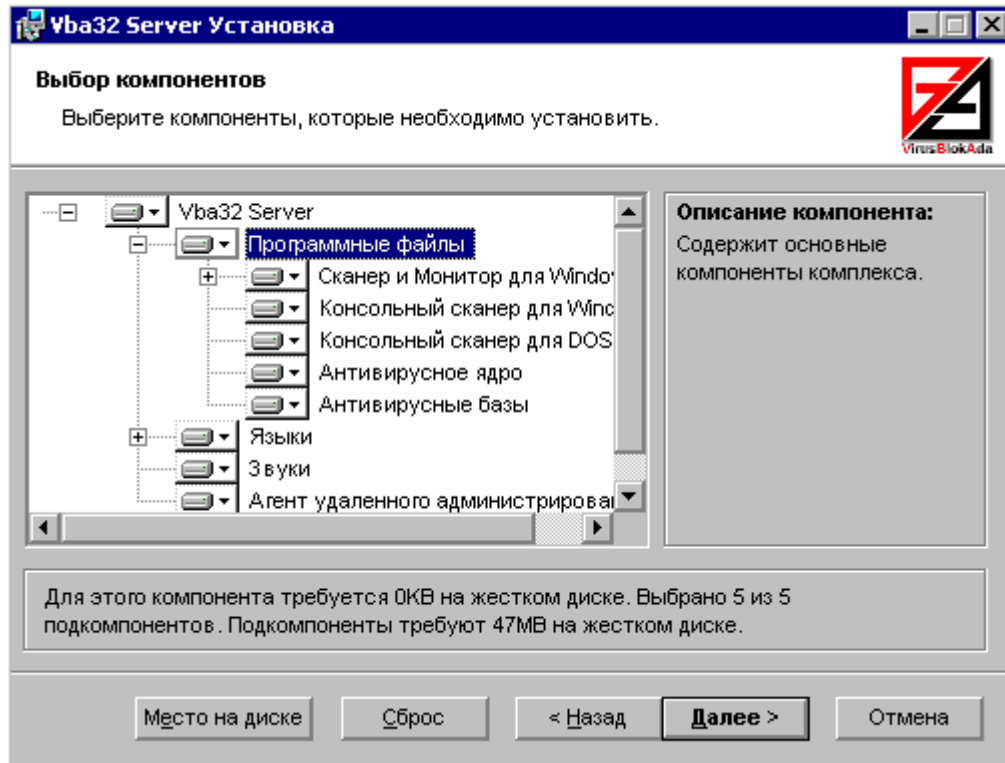 Vba32 Server Установка
Выбор компонентов
Выберите компоненты, которые необходимо установить.
VirusBlokAda
Vba32 Server
Программные файлы
Сканер и Монитор для Windo
Консольный сканер для Winc
Консольный сканер для DOS
Антивирусное ядро
Антивирусные базы
Языки
Звуки
Агент удаленного администрирова
Описание компонента:
Содержит основные
компоненты комплекса.
Для этого компонента требуется 0KB на жестком диске. Выбрано 5 из 5
подкомпонентов. Подкомпоненты требуют 47MB на жестком диске.
Место на диске Сброс < Назад Далее > Отмена